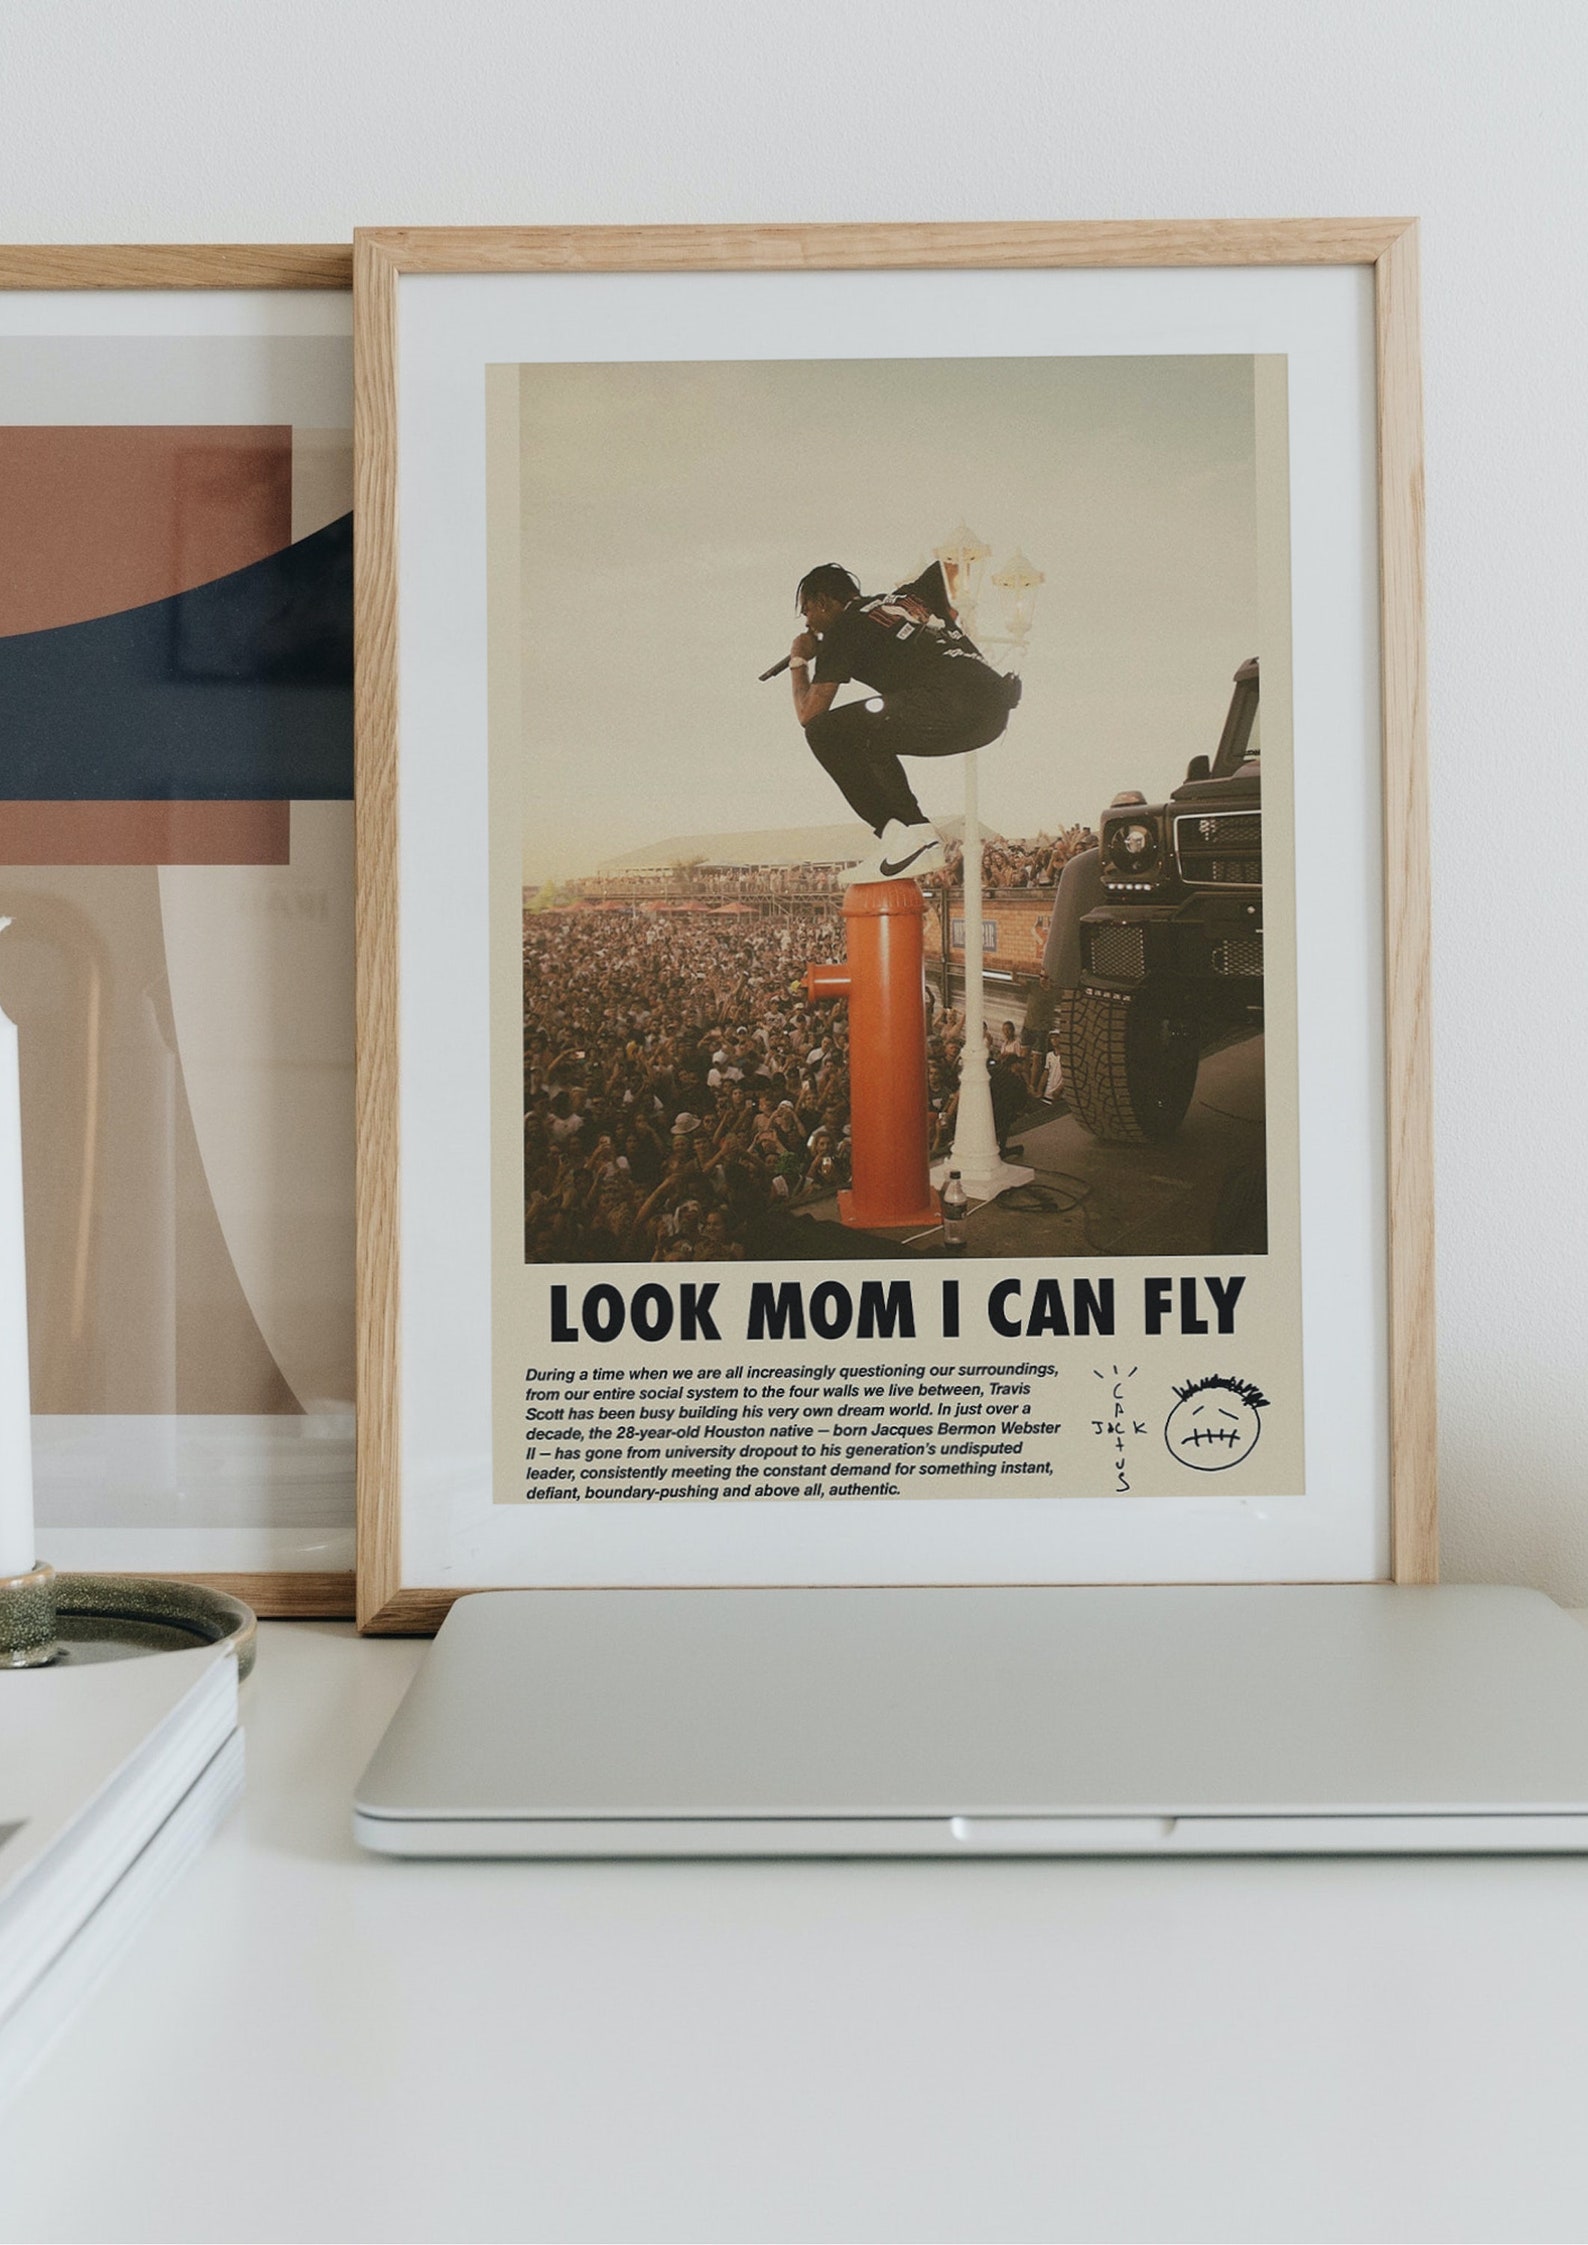 LOOK MOM I CAN FLY
During a time when we are all increasingly questioning our surroundings,
from our entire social system to the four walls we live between, Travis
Scott has been busy building his very own dream world. In just over a
decade, the 28-year-old Houston native – born Jacques Bermon Webster
II – has gone from university dropout to his generation's undisputed
leader, consistently meeting the constant demand for something instant,
defiant, boundary-pushing and above all, authentic.
CACTUS
JACK